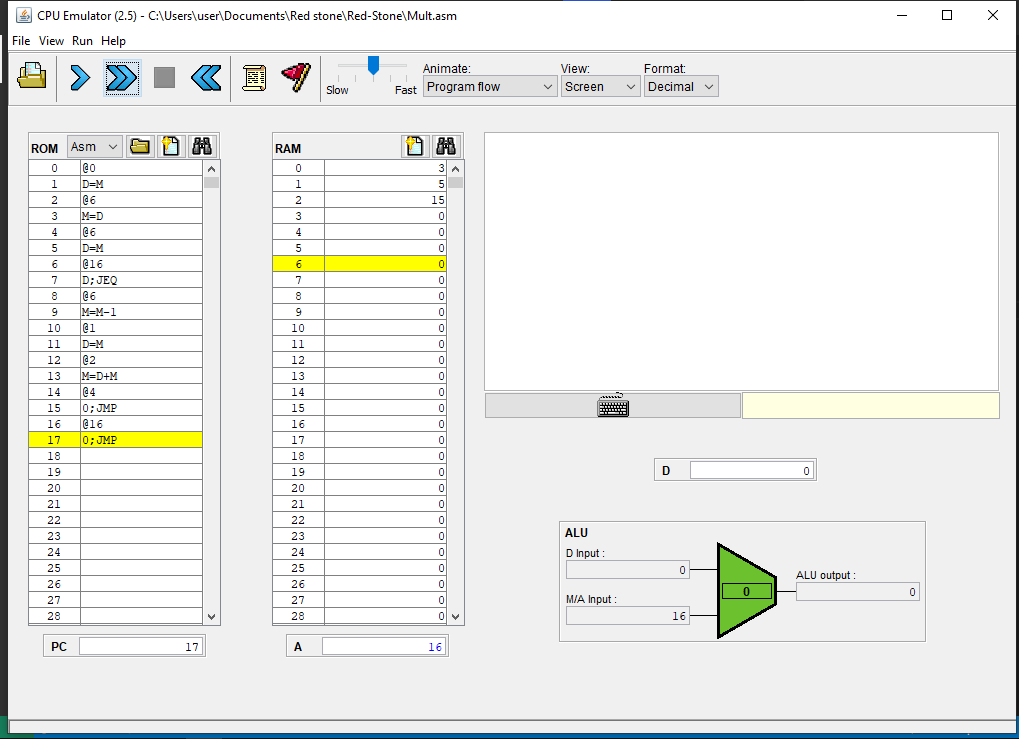 CPU Emulator (2.5) - C:\Users\user\Documents\Red stone\Red-Stone\Mult.asm
File View Run Help
Slow Fast
Animate: View: Format:
Program flow Screen Decimal
ROM Asm
0 @0
1 D=M
2 @6
3 M=D
4 @6
5 D=M
6 @16
7 D;JEQ
8 @6
9 M=M-1
10 @1
11 D=M
12 @2
13 M=D+M
14 @4
15 0;JMP
16 @16
17 0;JMP
18
19
20
21
22
23
24
25
26
27
28
PC 17
RAM
0 3
1 5
2 15
3 0
4 0
5 0
6 0
7 0
8 0
9 0
10 0
11 0
12 0
13 0
14 0
15 0
16 0
17 0
18 0
19 0
20 0
21 0
22 0
23 0
24 0
25 0
26 0
27 0
28 0
A 16
D 0
ALU
D Input :
0
M/A Input :
16
0
ALU output :
0